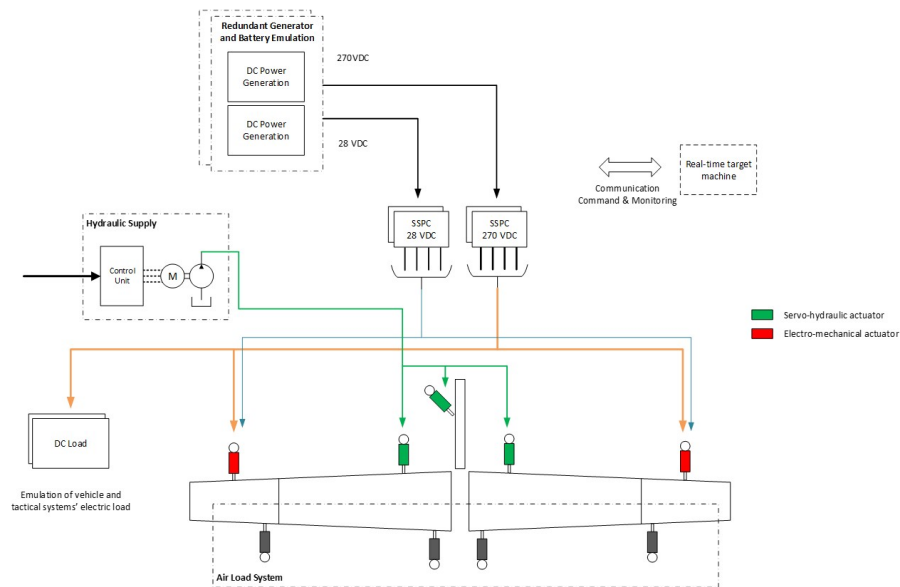 Redundant Generator
and Battery Emulation
DC Power
Generation
DC Power
Generation
270VDC
28 VDC
Real-time target
machine
Communication
Command & Monitoring
SSPC
28 VDC
SSPC
270 VDC
Hydraulic Supply
Control
Unit
M
Servo-hydraulic actuator
Electro-mechanical actuator
DC Load
Emulation of vehicle and
tactical systems' electric load
Air Load System